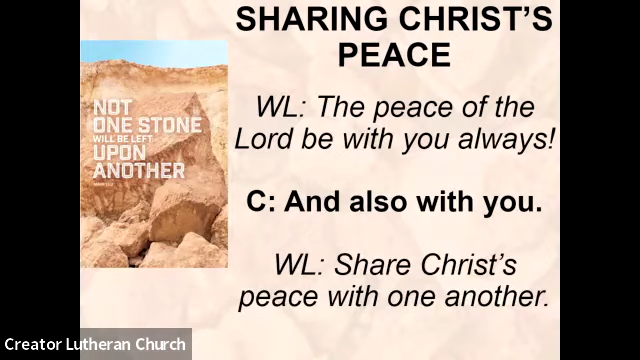 SHARING CHRIST'S
PEACE
NOT
ONE STONE
WILL BE LEFT
UPON
ANOTHER
WL: The peace of the
Lord be with you always!
C: And also with you.
WL: Share Christ's
peace with one another.
Creator Lutheran Church